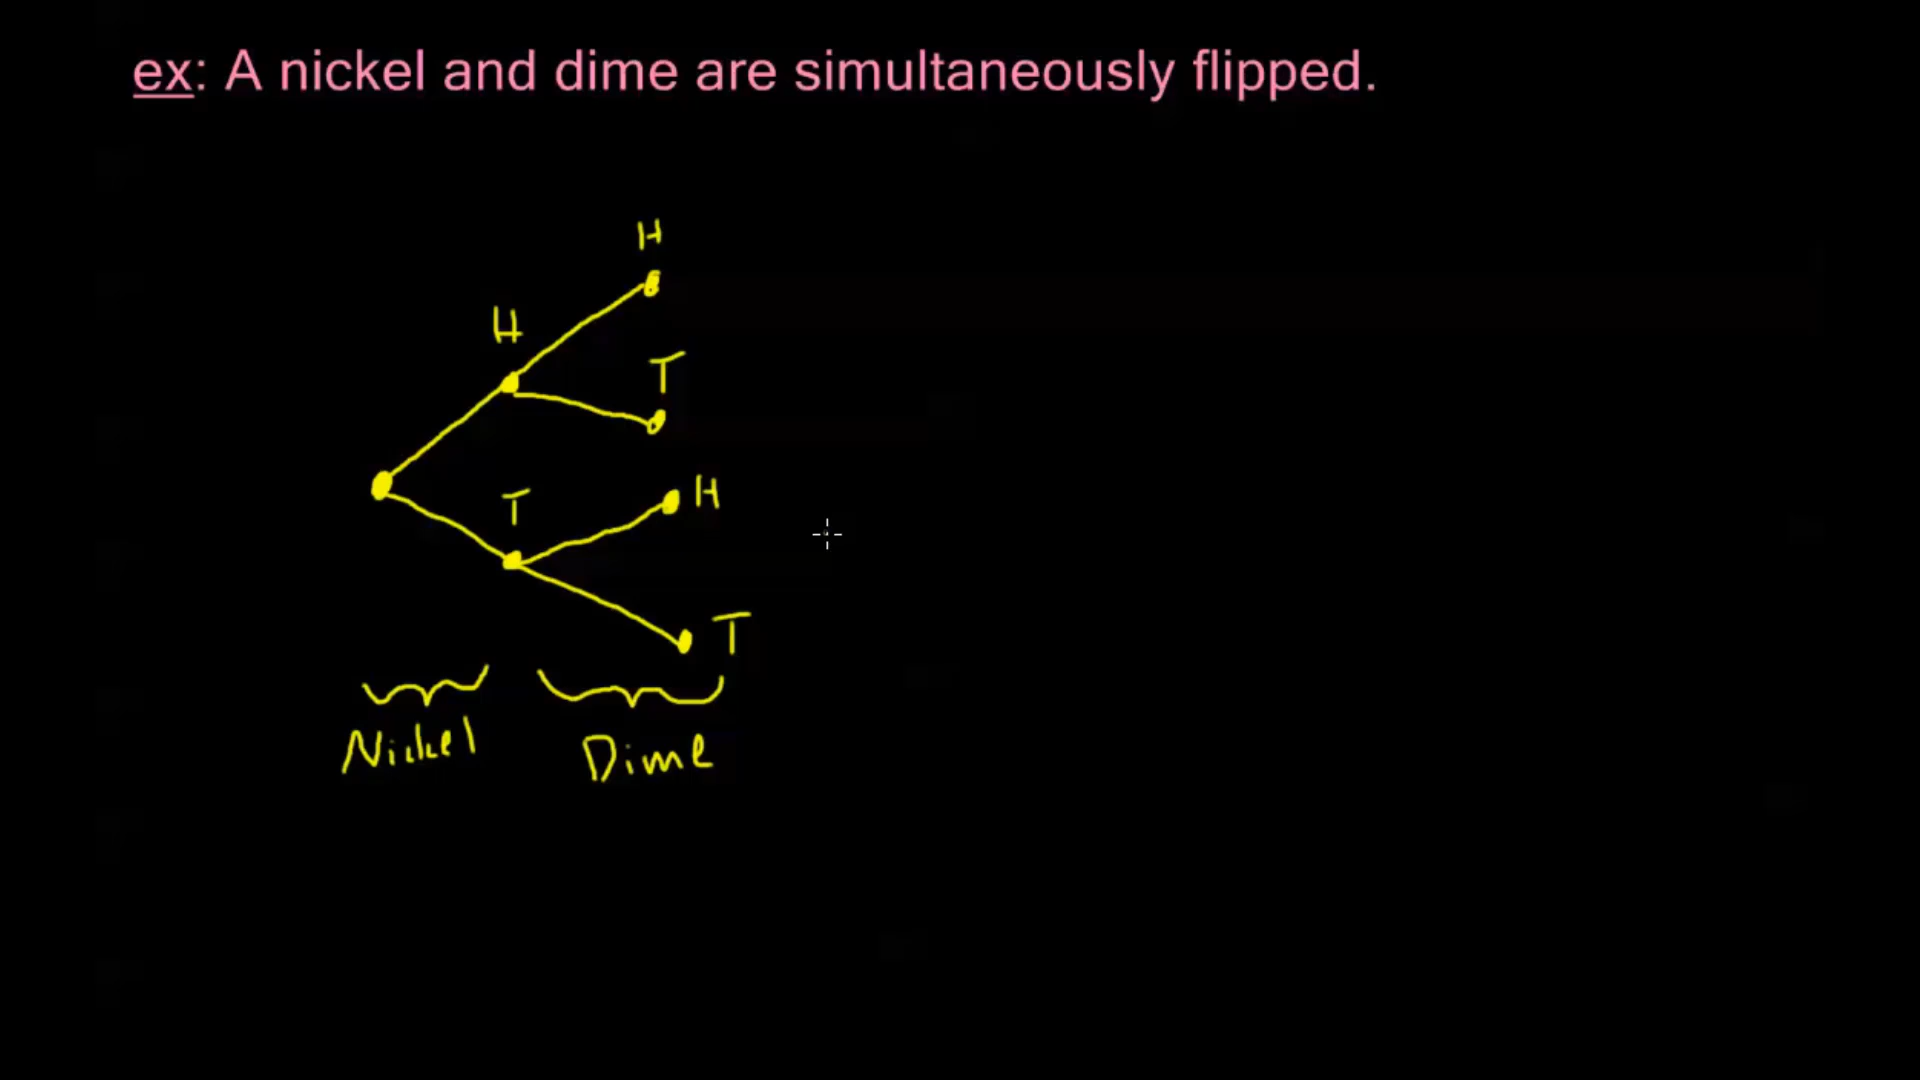 ex: A nickel and dime are simultaneously flipped.
H
H
T
T
H
T
Nickel Dime